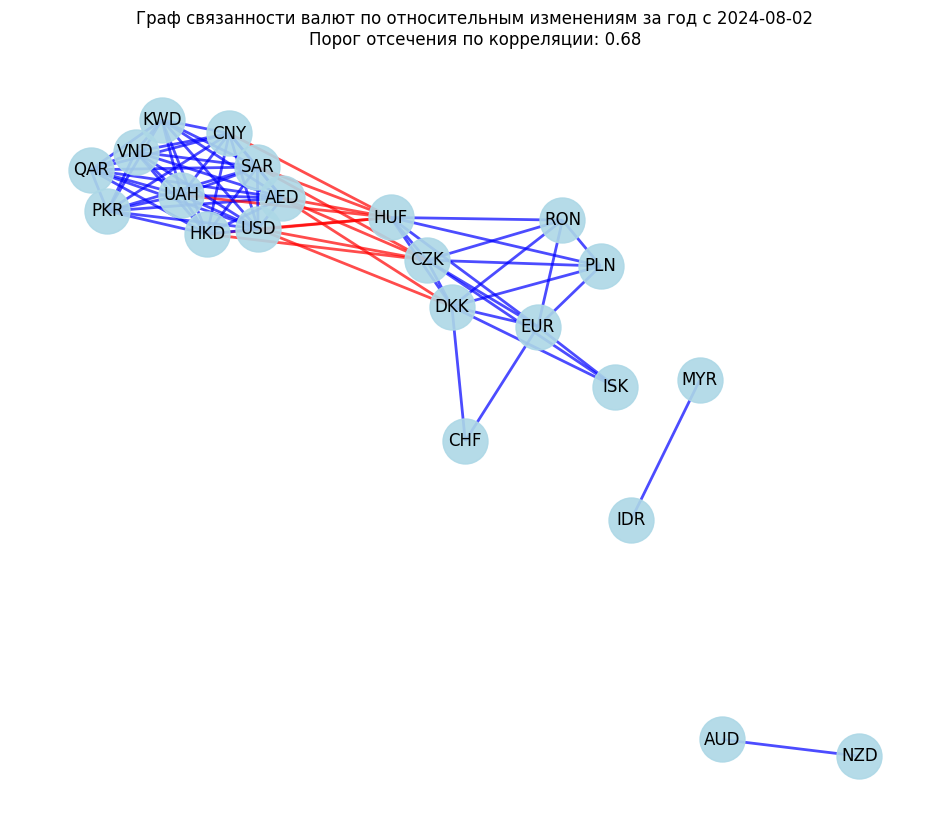 Граф связанности валют по относительным изменениям за год с 2024-08-02
Порог отсечения по корреляции: 0.68
KWD
CNY
VND
SAR
QAR
UAH
AED
PKR
HKD
USD
HUF
RON
CZK
PLN
DKK
EUR
ISK
MYR
CHF
IDR
AUD
NZD